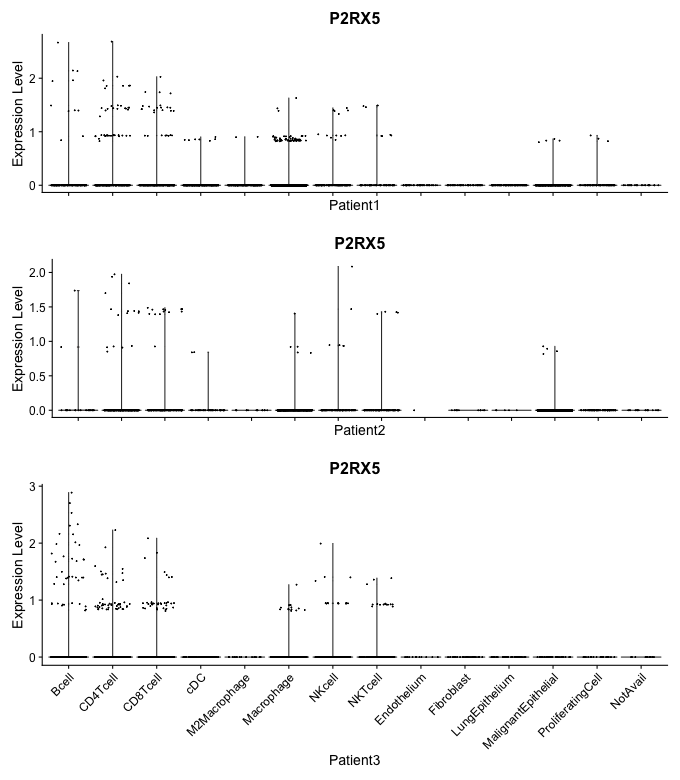 P2RX5
Expression Level
2
1
0
Patient1
P2RX5
Expression Level
2.0
1.5
1.0
0.5
0.0
Patient2
P2RX5
Expression Level
3
2
1
0
Bcell
CD4Tcell
CD8Tcell
cDC
M2Macrophage
Macrophage
NKcell
NKTcell
Endothelium
Fibroblast
LungEpithelium
MalignantEpithelial
ProliferatingCell
NotAvail
Patient3